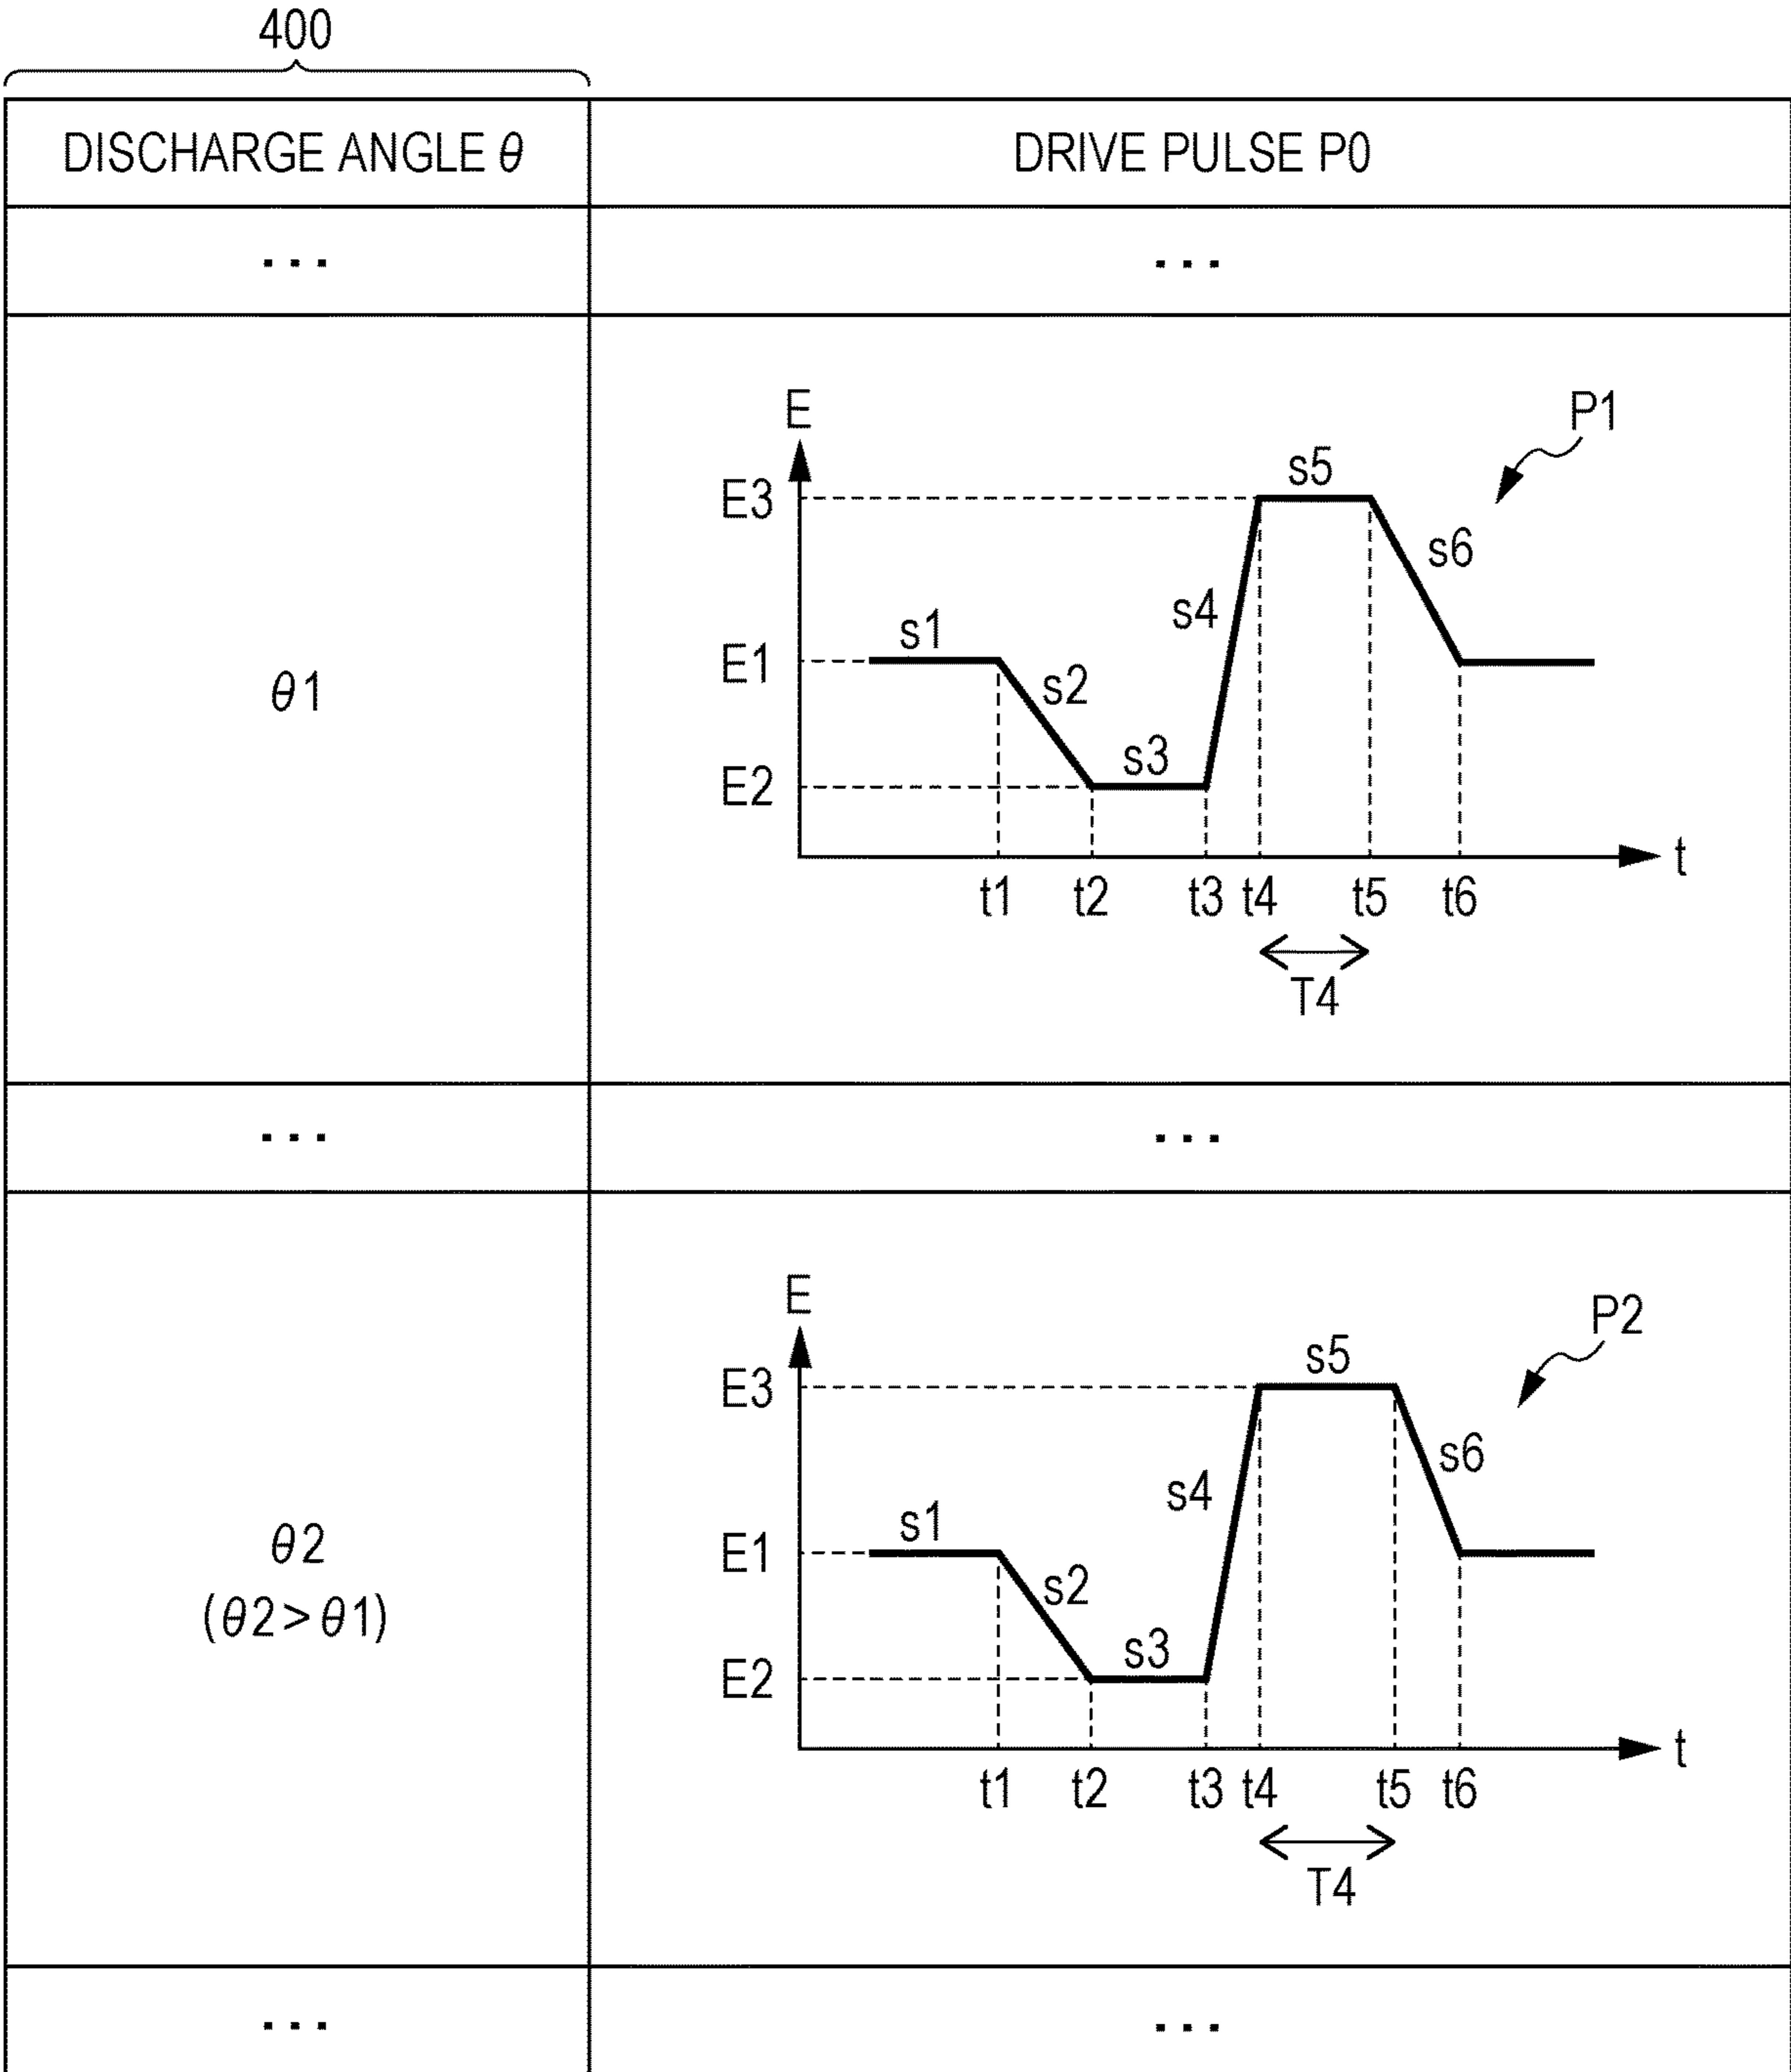 400
DISCHARGE ANGLE θ
DRIVE PULSE P0
...
...
θ1
E
P1
E3
s5
s6
s4
s1
E1
s2
s3
E2
t
t1 t2 t3 t4 t5 t6
T4
...
...
θ2
(θ2 > θ1)
E
P2
E3
s5
s6
s4
s1
E1
s2
s3
E2
t
t1 t2 t3 t4 t5 t6
T4
...
...